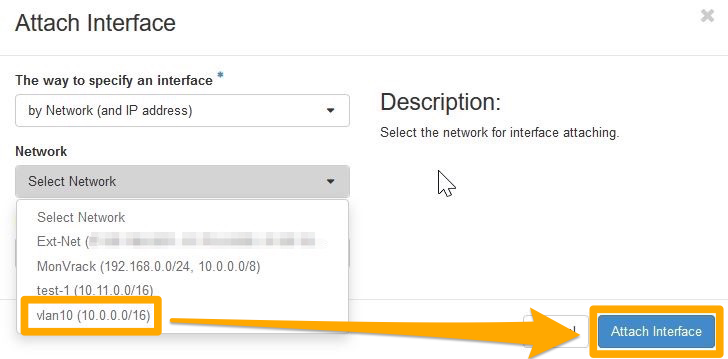 Attach Interface
×
The way to specify an interface *
by Network (and IP address)
Description:
Select the network for interface attaching.
Network
Select Network
Select Network
Ext-Net (
MonVrack (192.168.0.0/24, 10.0.0.0/8)
test-1 (10.11.0.0/16)
vlan10 (10.0.0.0/16)
Attach Interface